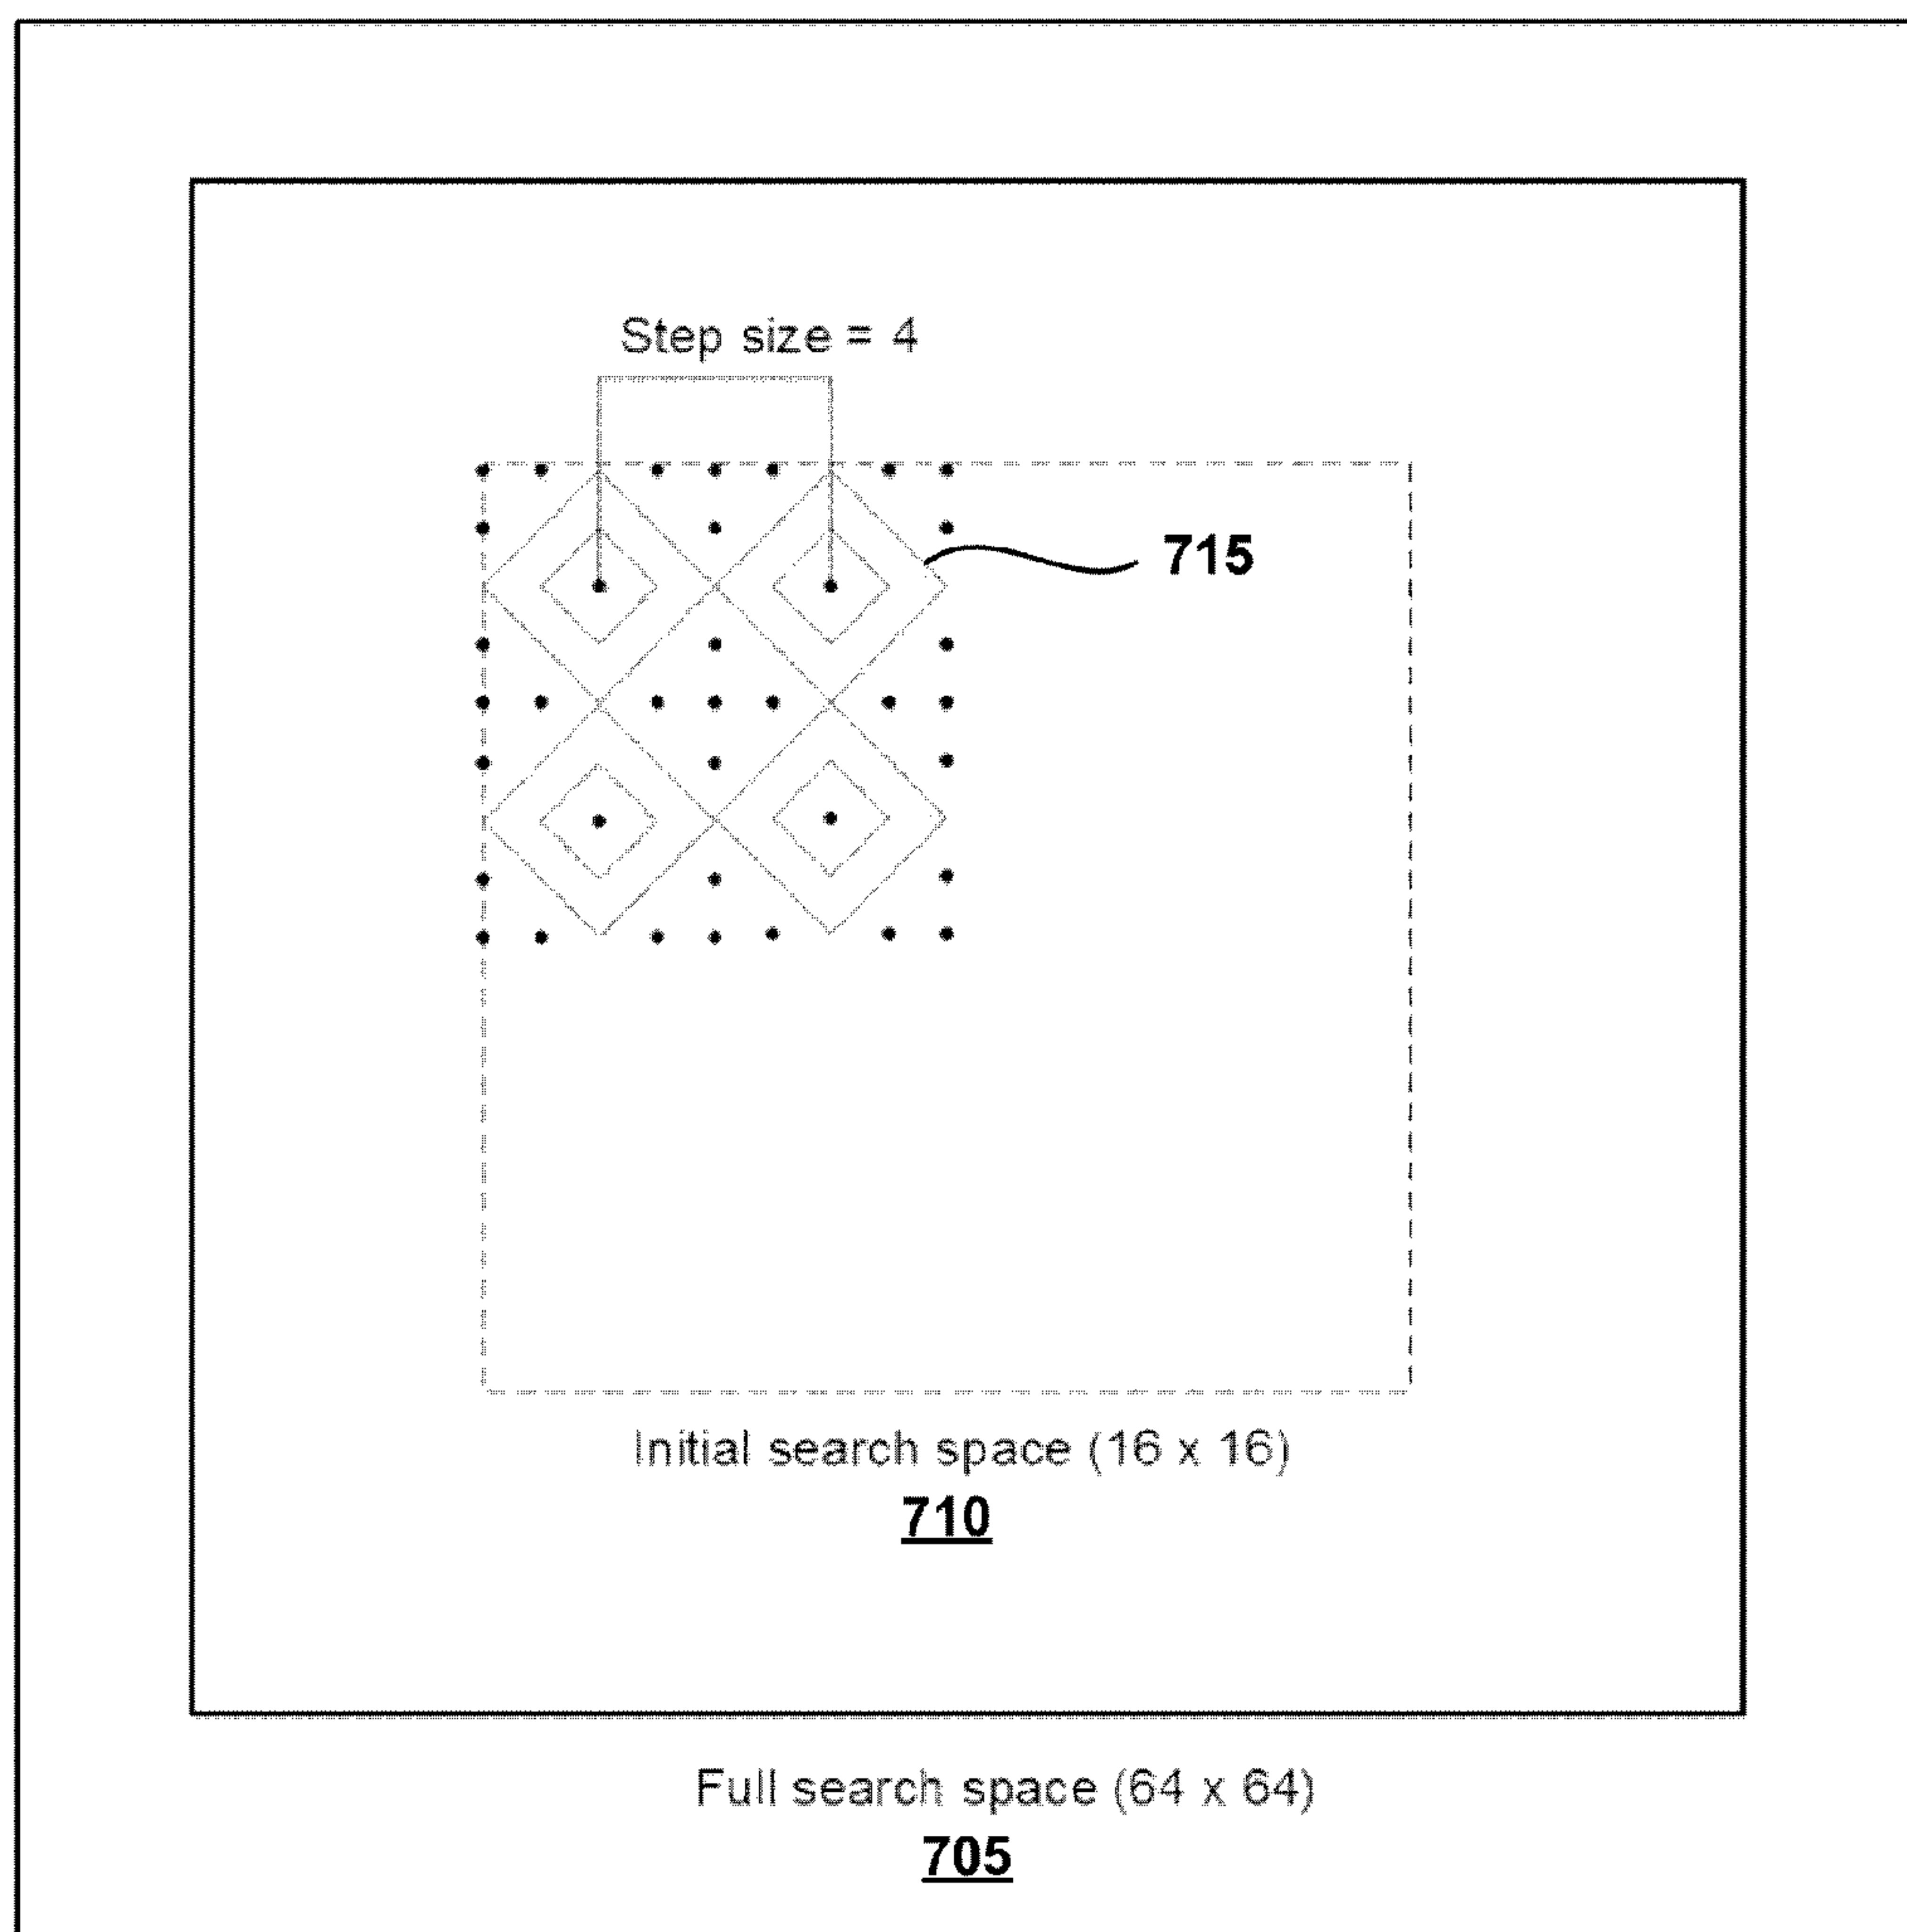 Step size = 4
715
Initial search space (16 x 16)
710
Full search space (64 x 64)
705